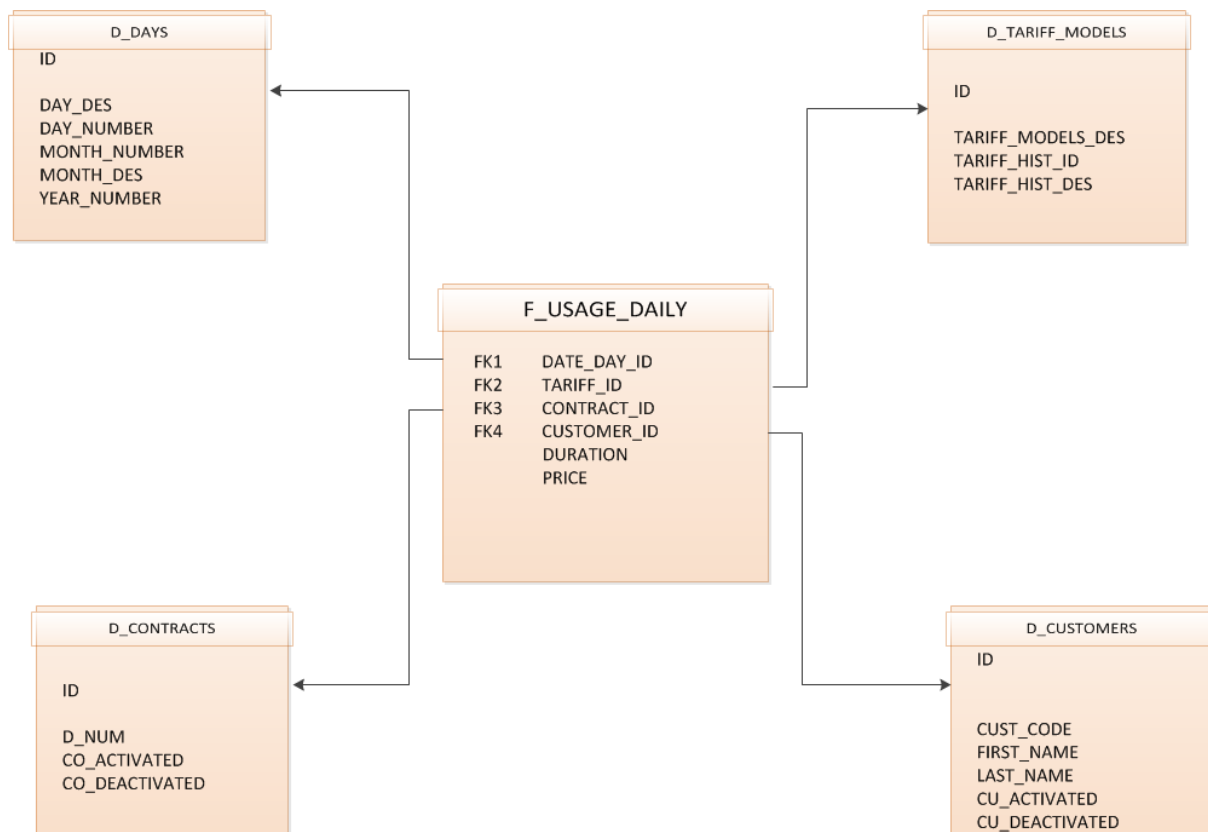 D_DAYS
ID
DAY_DES
DAY_NUMBER
MONTH_NUMBER
MONTH_DES
YEAR_NUMBER
D_TARIFF_MODELS
ID
TARIFF_MODELS_DES
TARIFF_HIST_ID
TARIFF_HIST_DES
F_USAGE_DAILY
FK1 DATE_DAY_ID
FK2 TARIFF_ID
FK3 CONTRACT_ID
FK4 CUSTOMER_ID
DURATION
PRICE
D_CONTRACTS
ID
D_NUM
CO_ACTIVATED
CO_DEACTIVATED
D_CUSTOMERS
ID
CUST_CODE
FIRST_NAME
LAST_NAME
CU_ACTIVATED
CU_DEACTIVATED